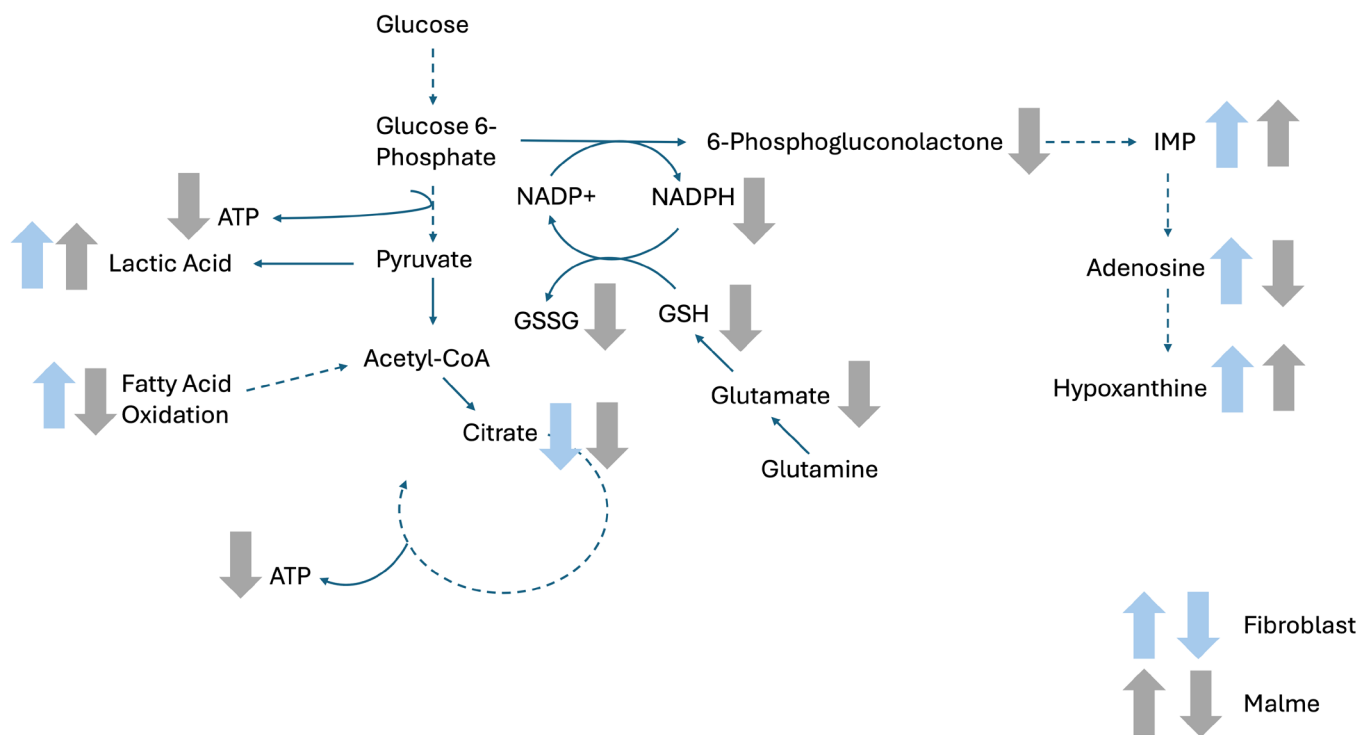 Glucose
Glucose 6-
Phosphate
6-Phosphogluconolactone
IMP
NADP+
NADPH
ATP
Lactic Acid
Pyruvate
Adenosine
GSSG
GSH
Acetyl-CoA
Fatty Acid
Oxidation
Glutamate
Hypoxanthine
Citrate
Glutamine
ATP
Fibroblast
Malme